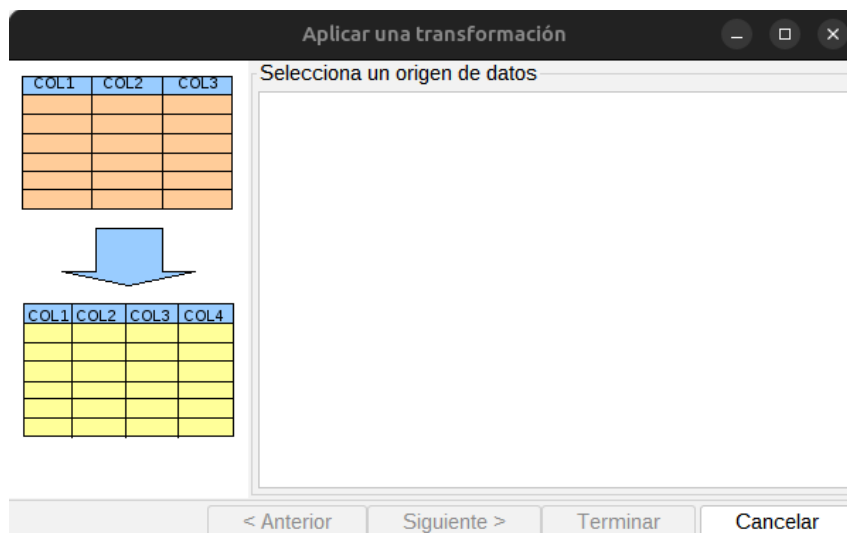 Aplicar una transformación
Selecciona un origen de datos
COL1 COL2 COL3
COL1 COL2 COL3 COL4
< Anterior Siguiente > Terminar Cancelar